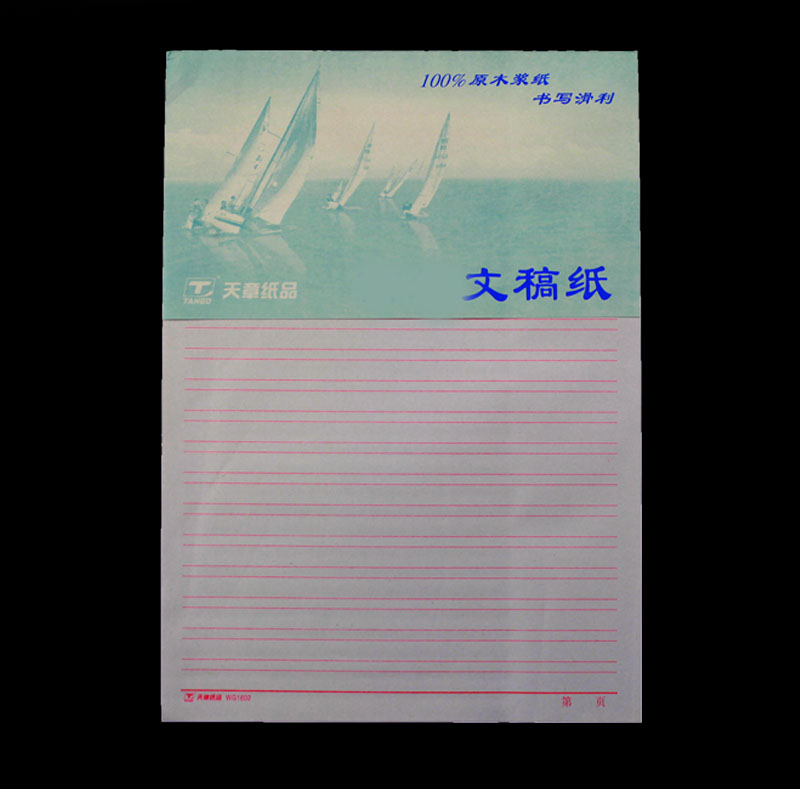 100%原木浆纸
书写滑利
TANGO 天章纸品
文稿纸
天章纸品 WG1602
第 页